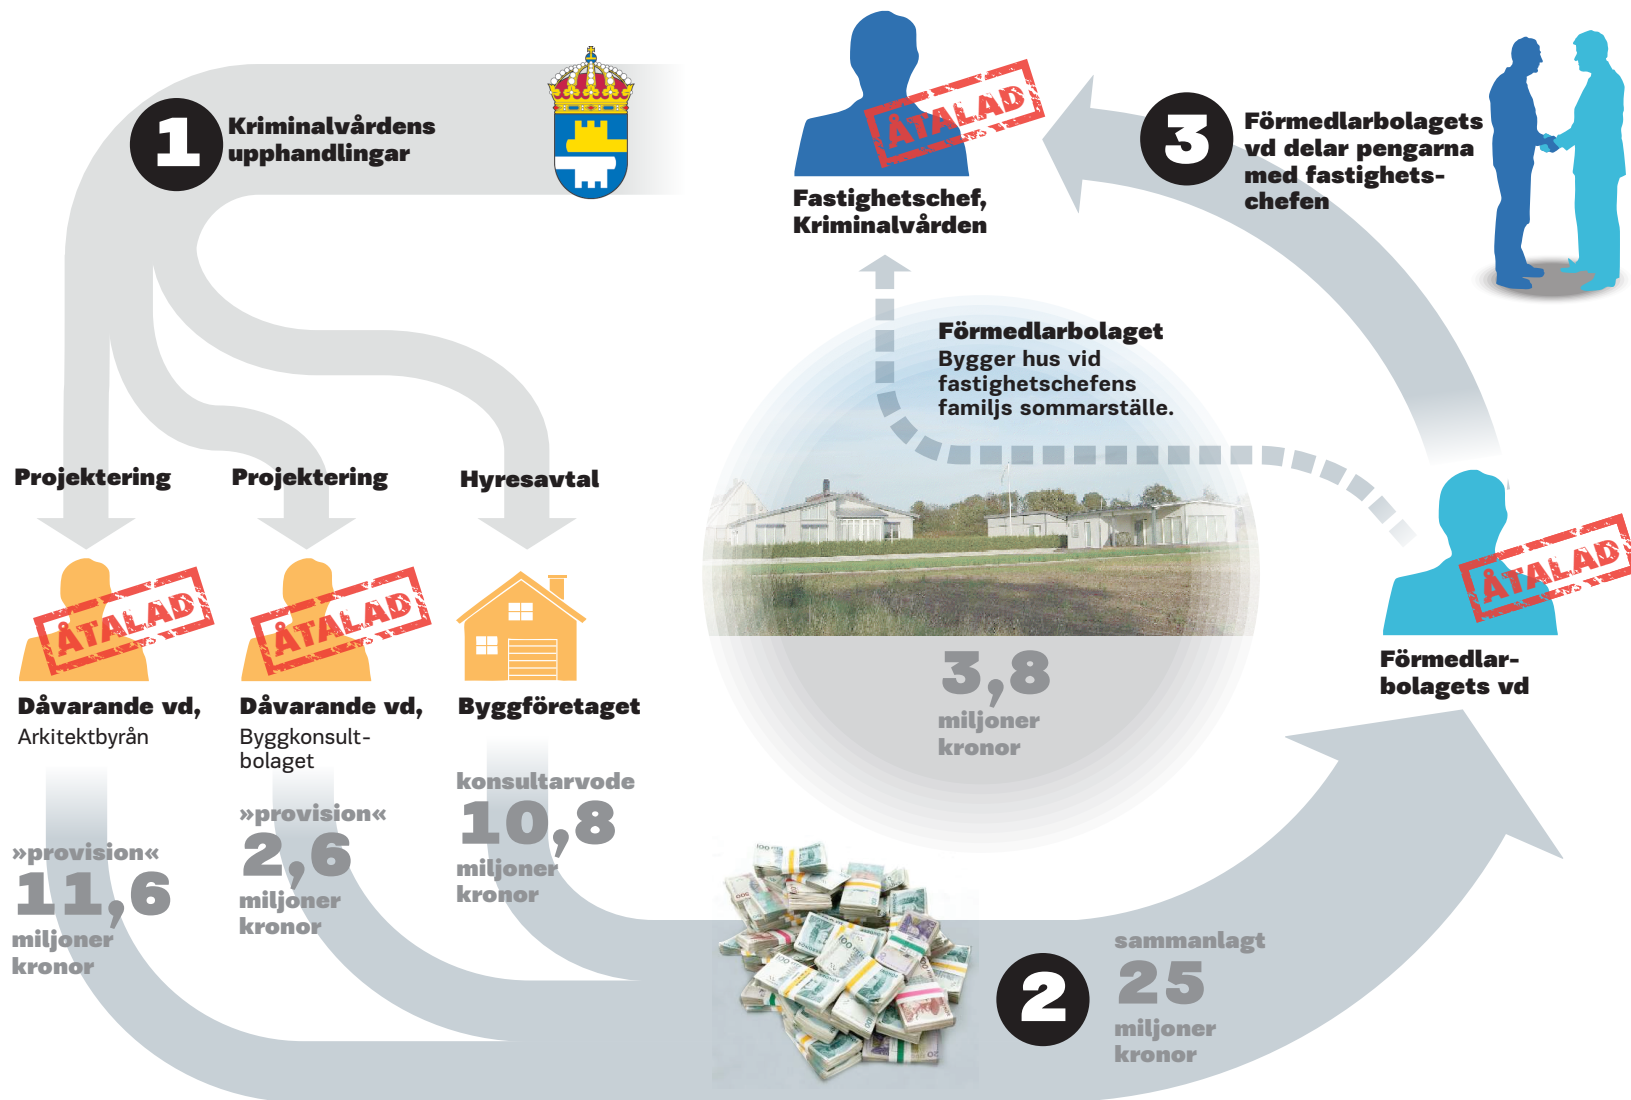 1
Kriminalvårdens
upphandlingar
ÅTALAD
Fastighetschef,
Kriminalvården
3
Förmedlarbolagets
vd delar pengarna
med fastighets-
chefen
Förmedlarbolaget
Bygger hus vid
fastighetschefens
familjs sommarställe.
3,8
miljoner
kronor
Projektering
ÅTALAD
Dåvarande vd,
Arkitektbyrån
»provision«
11,6
miljoner
kronor
Projektering
ÅTALAD
Dåvarande vd,
Byggkonsult-
bolaget
»provision«
2,6
miljoner
kronor
Hyresavtal
Byggföretaget
konsultarvode
10,8
miljoner
kronor
2
sammanlagt
25
miljoner
kronor
ÅTALAD
Förmedlar-
bolagets vd